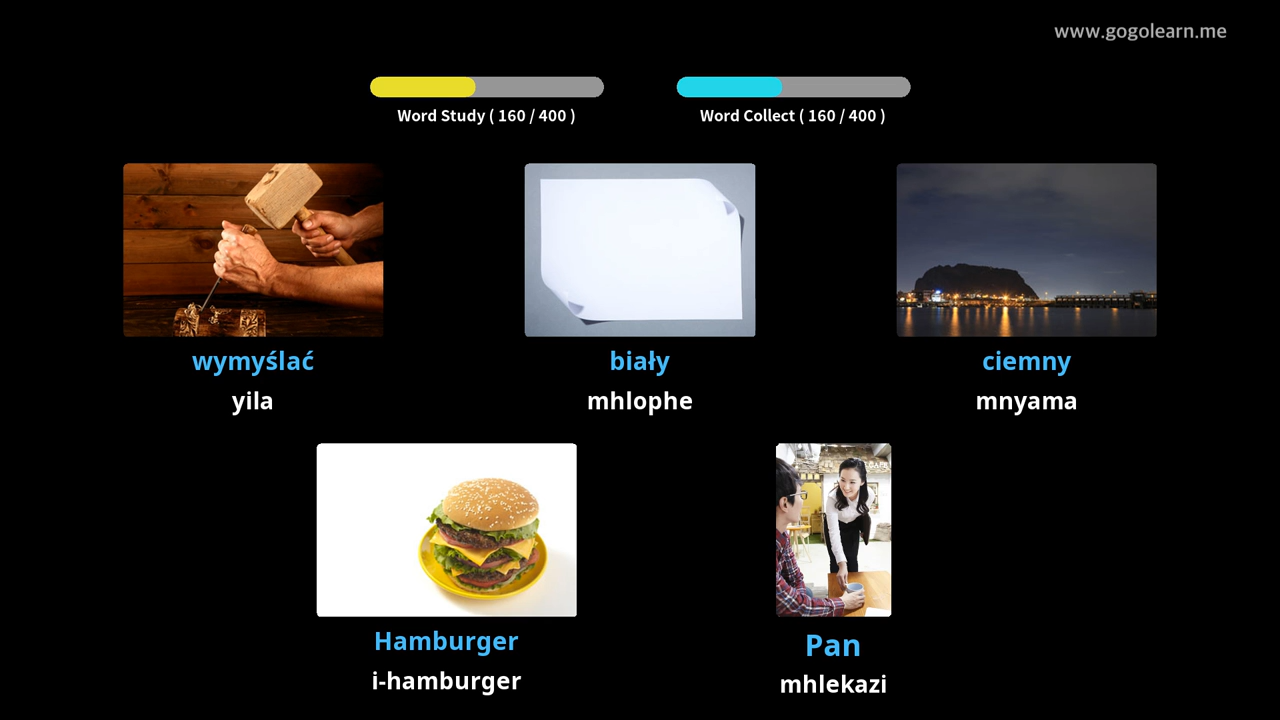 www.gogolearn.me
Word Study ( 160 / 400 )
Word Collect ( 160 / 400 )
wymyślać
yila
biały
mhlophe
ciemny
mnyama
Hamburger
i-hamburger
Pan
mhlekazi